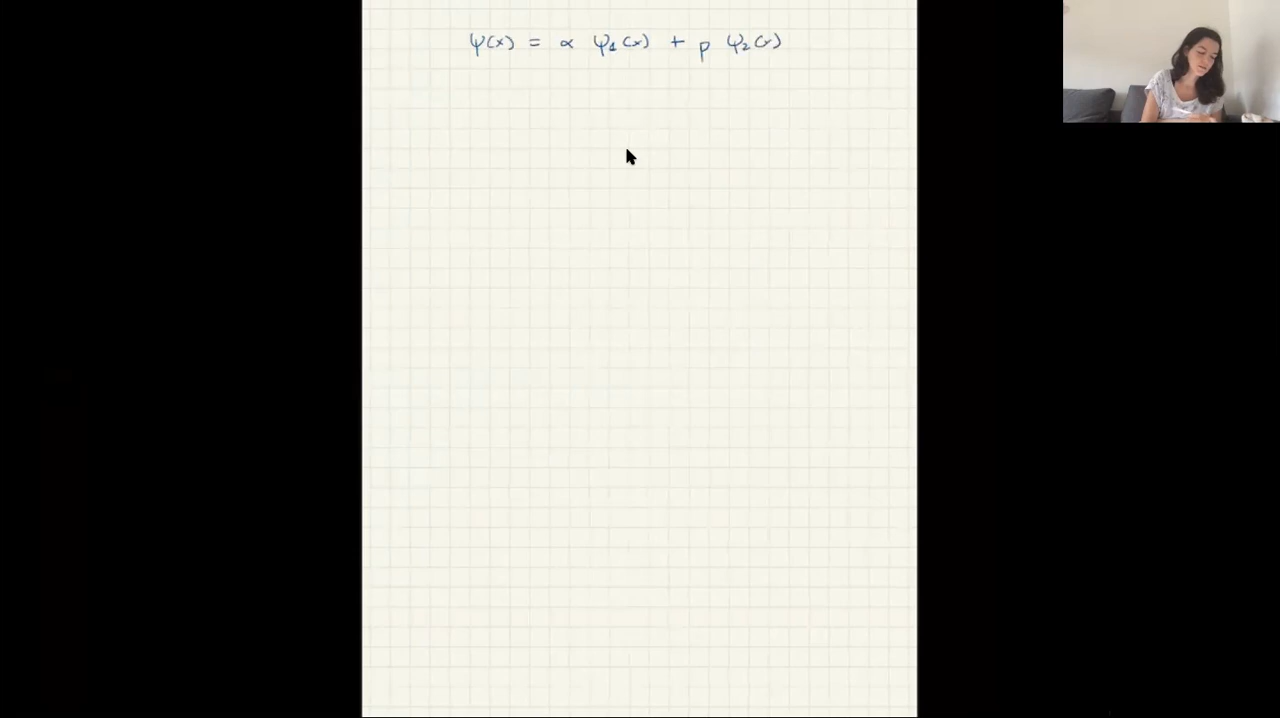 ψ(x) = α ψ₁(x) + β ψ₂(x)